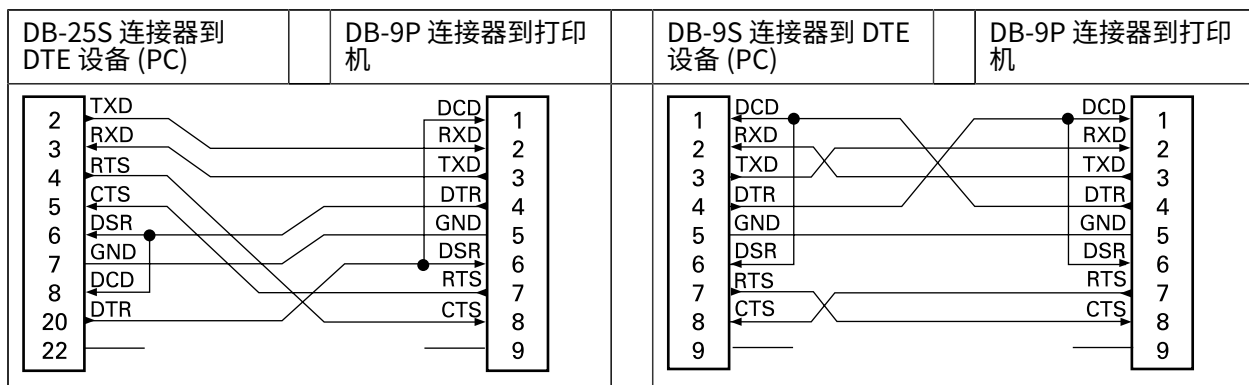 DB-25S 连接器到
DTE 设备 (PC)
DB-9P 连接器到打印
机
DB-9S 连接器到 DTE
设备 (PC)
DB-9P 连接器到打印
机
2 TXD
3 RXD
4 RTS
5 CTS
6 DSR
7 GND
8 DCD
20 DTR
22
DCD 1
RXD 2
TXD 3
DTR 4
GND 5
DSR 6
RTS 7
CTS 8
9
1 DCD
2 RXD
3 TXD
4 DTR
5 GND
6 DSR
7 RTS
8 CTS
9
DCD 1
RXD 2
TXD 3
DTR 4
GND 5
DSR 6
RTS 7
CTS 8
9